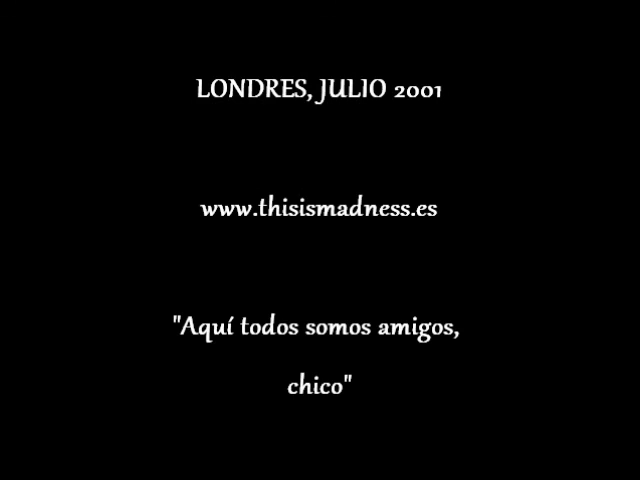 LONDRES, JULIO 2001
www.thisismadness.es
"Aquí todos somos amigos,
chico"